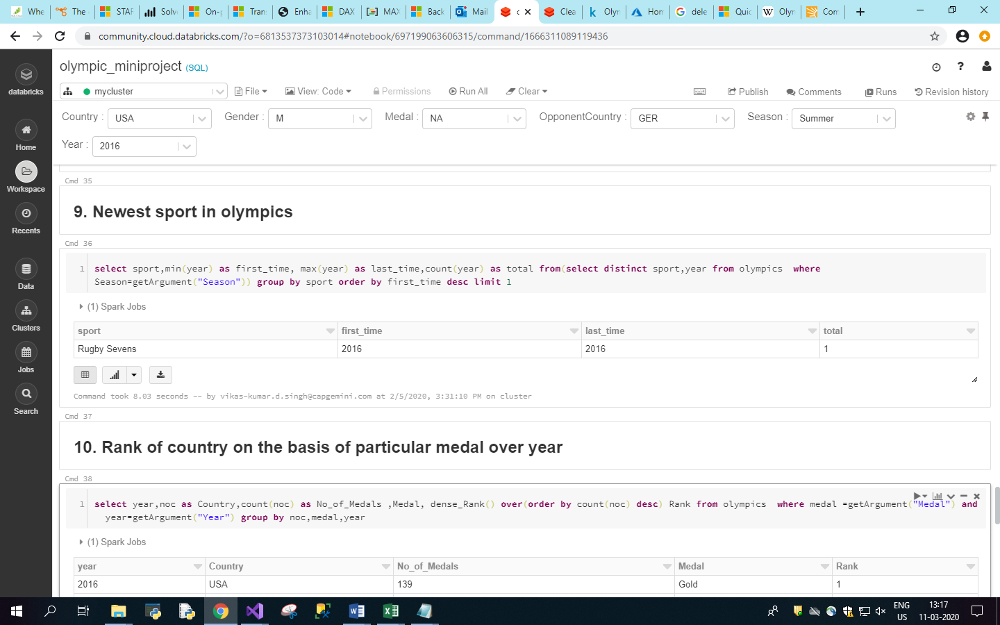 Whe
The
STAF
Solve
On-p
Tran
Enha
DAX
MAX
Back
Mail
c
Clea
Olyn
Hom
dele
Quic
Olyn
Com
community.cloud.databricks.com/?o=6813537373103014#notebook/697199063606315/command/1666311089119436
databricks
Home
Workspace
Recents
Data
Clusters
Jobs
Search
olympic_miniproject (SQL)
mycluster File View: Code Permissions Run All Clear Publish Comments Runs Revision history
Country : USA Gender : M Medal : NA OpponentCountry : GER Season : Summer
Year : 2016
Cmd 35
9. Newest sport in olympics
Cmd 36
1 select sport,min(year) as first_time, max(year) as last_time,count(year) as total from(select distinct sport,year from olympics where
Season=getArgument("Season")) group by sport order by first_time desc limit 1
(1) Spark Jobs
sport first_time last_time total
Rugby Sevens 2016 2016 1
Command took 8.03 seconds -- by vikas-kumar.d.singh@capgemini.com at 2/5/2020, 3:31:10 PM on cluster
Cmd 37
10. Rank of country on the basis of particular medal over year
Cmd 38
1 select year,noc as Country,count(noc) as No_of_Medals ,Medal, dense_Rank() over(order by count(noc) desc) Rank from olympics where medal =getArgument("Medal") and
year=getArgument("Year") group by noc,medal,year
(1) Spark Jobs
year Country No_of_Medals Medal Rank
2016 USA 139 Gold 1
ENG
US
13:17
11-03-2020